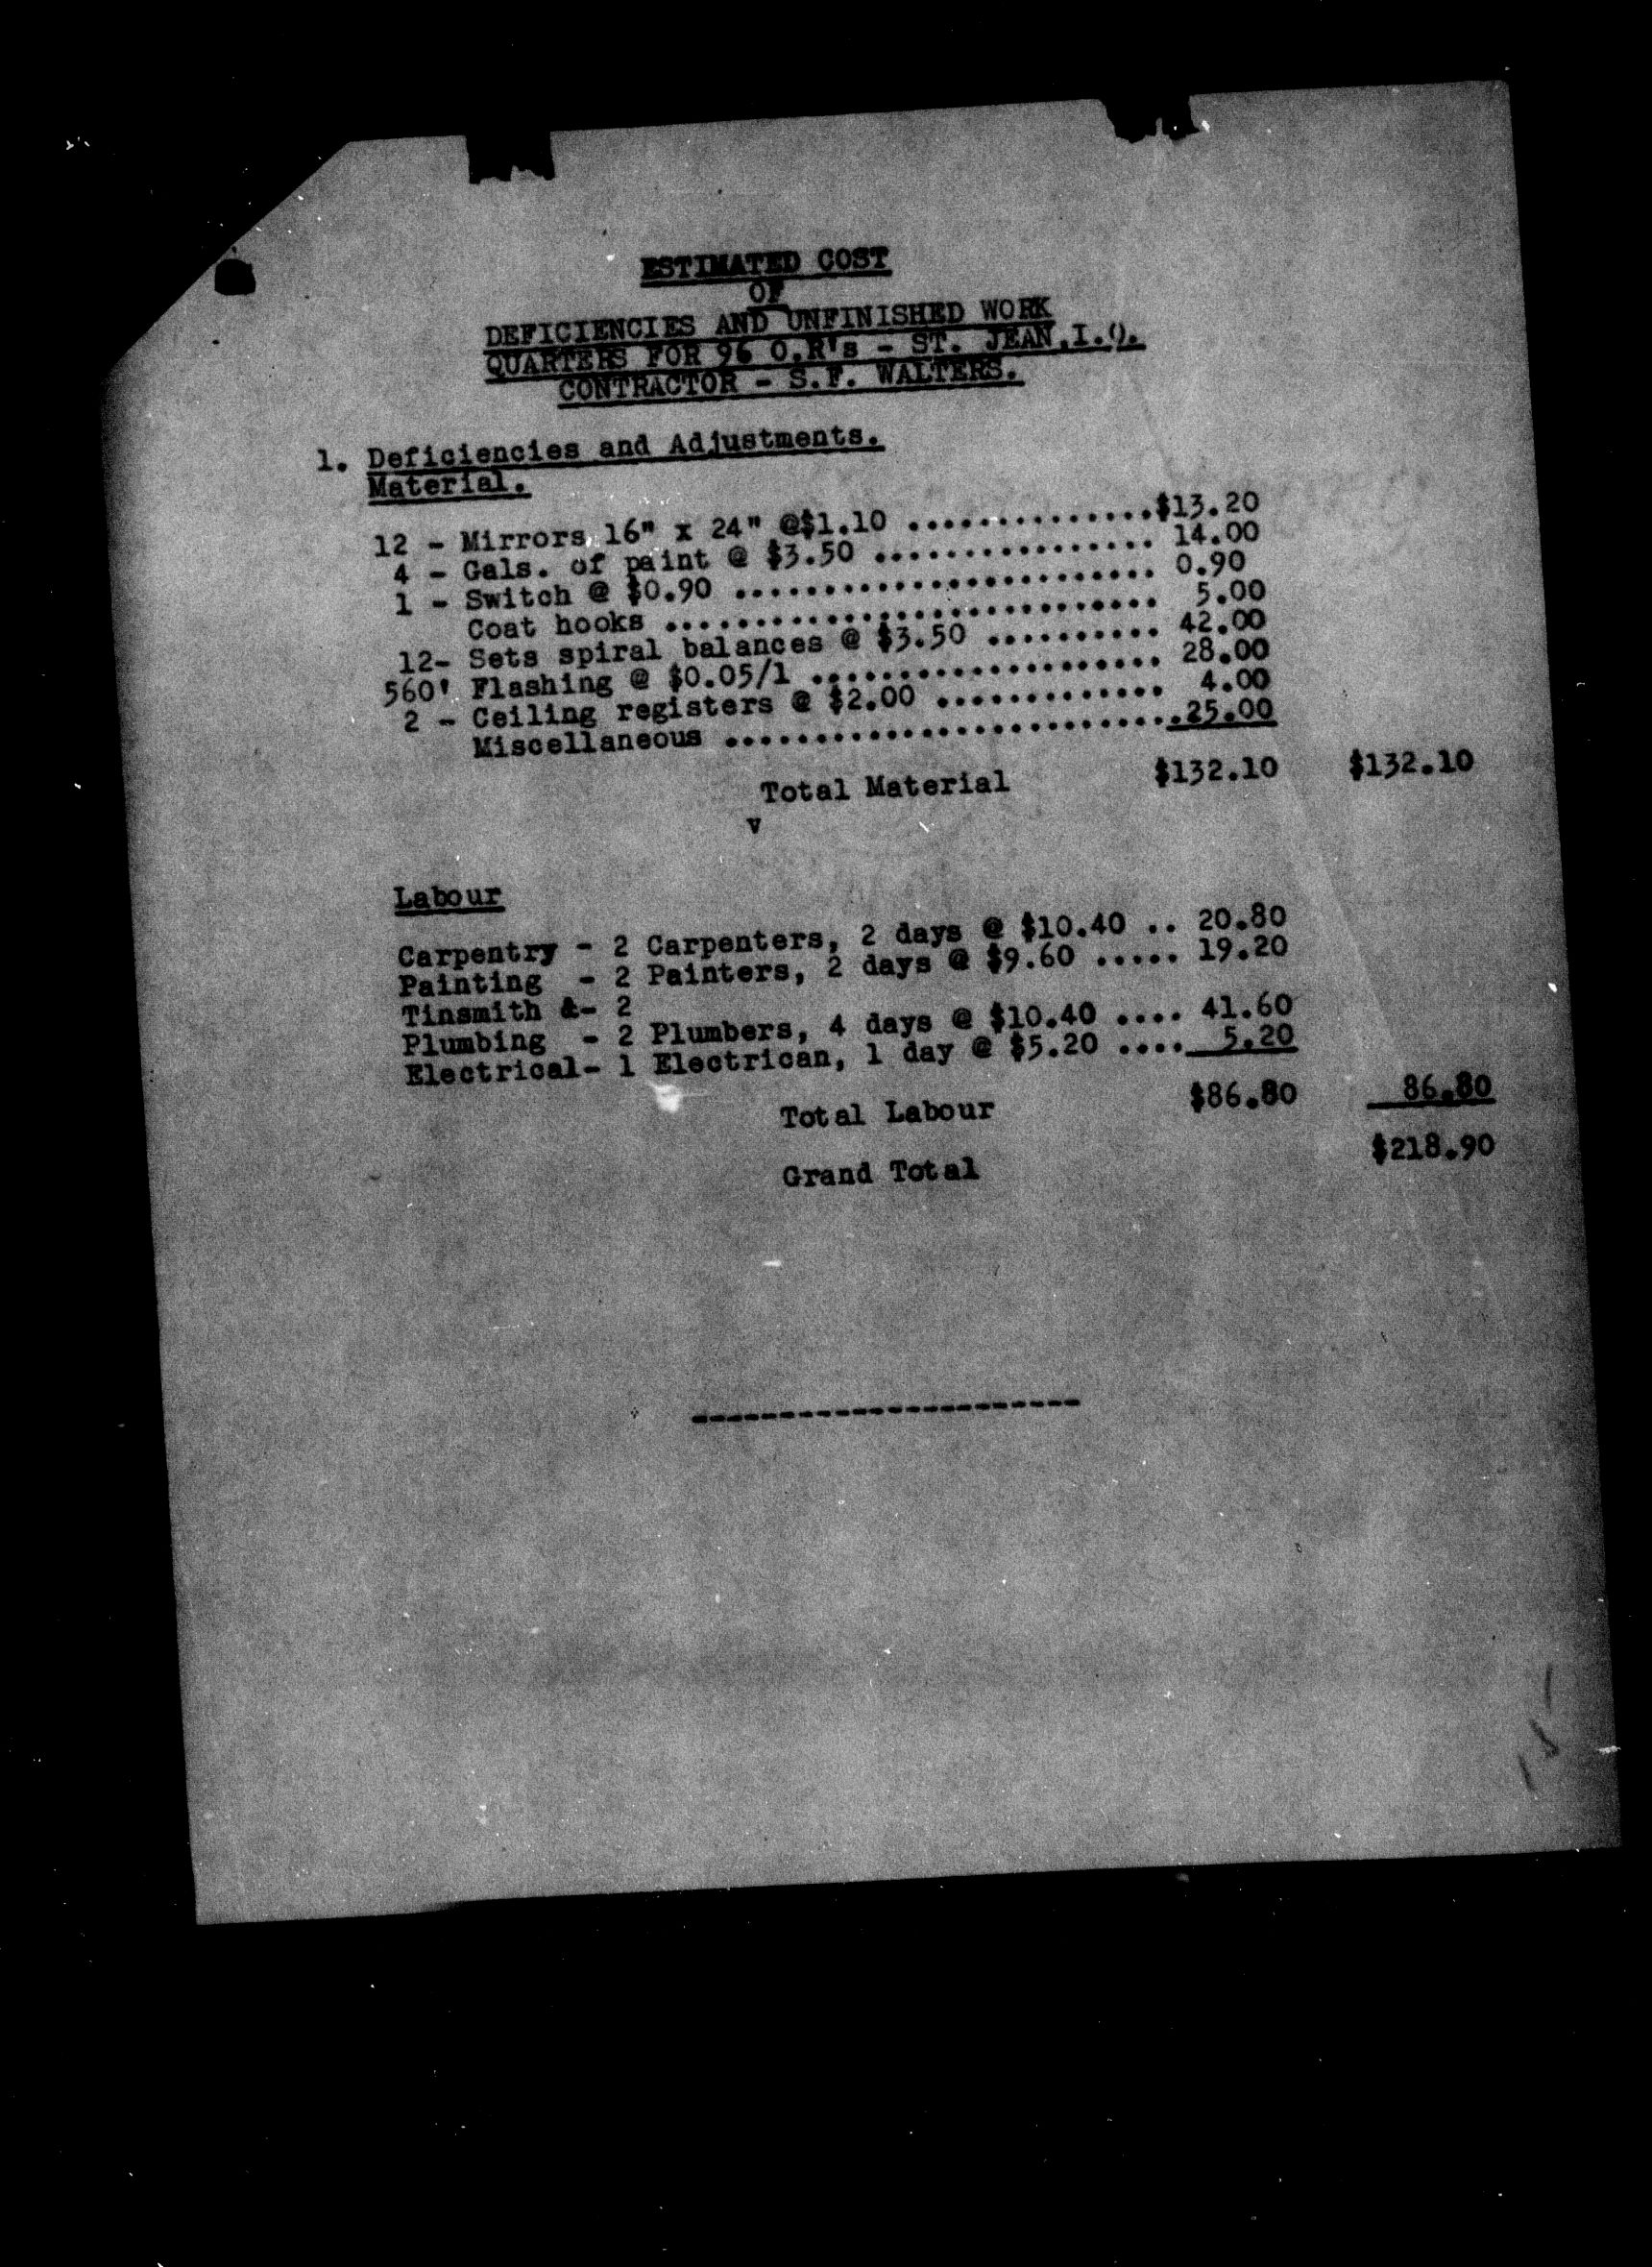 ESTIMATED COST
OF
DEFICIENCIES AND UNFINISHED WORK
QUARTERS FOR 96 O.R's - ST. JEAN,I.O.
CONTRACTOR - S.F. WALTERS.
1. Deficiencies and Adjustments.
Material.
12 - Mirrors 16" x 24" @$1.10 ..............$13.20
4 - Gals. of paint @ $3.50 ................ 14.00
1 - Switch @ $0.90 ........................ 0.90
Coat hooks ............................ 5.00
12- Sets spiral balances @ $3.50 .......... 42.00
560' Flashing @ $0.05/1 .................... 28.00
2 - Ceiling registers @ $2.00 ............. 4.00
Miscellaneous ..........................25.00
Total Material $132.10 $132.10
v
Labour
Carpentry - 2 Carpenters, 2 days @ $10.40 .. 20.80
Painting - 2 Painters, 2 days @ $9.60 ..... 19.20
Tinsmith &- 2
Plumbing - 2 Plumbers, 4 days @ $10.40 .... 41.60
Electrical- 1 Electrican, 1 day @ $5.20 .... 5.20
Total Labour $86.80 86.80
Grand Total $218.90
----------------------